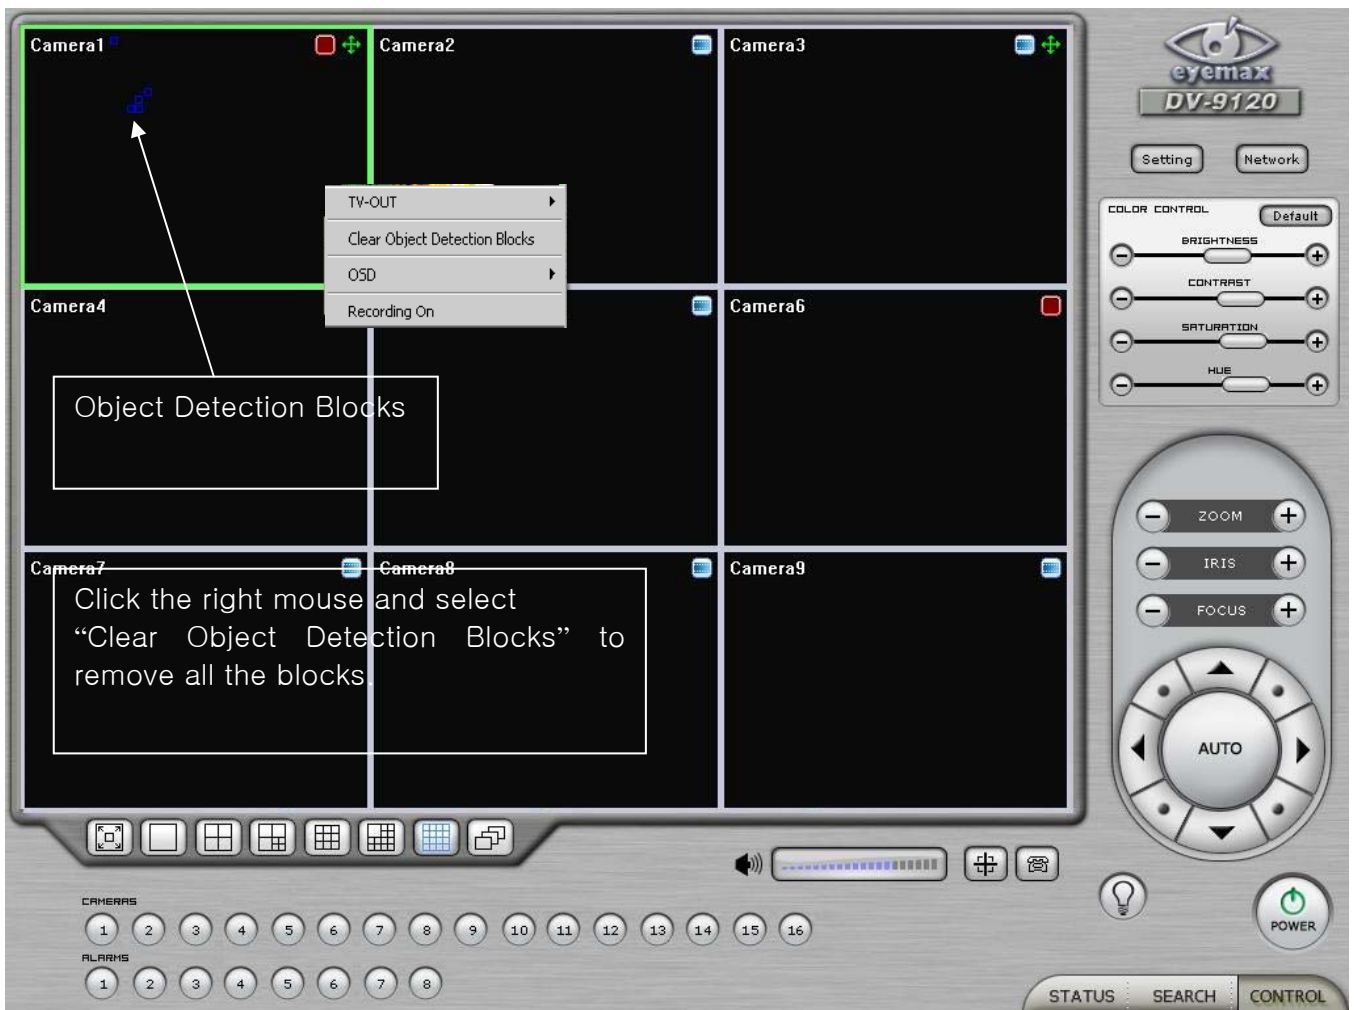 Camera1
Camera2
Camera3
eyemax
DV-9120
Setting
Network
COLOR CONTROL
Default
BRIGHTNESS
CONTRAST
SATURATION
HUE
TV-OUT
Clear Object Detection Blocks
OSD
Recording On
Camera4
Camera6
Object Detection Blocks
ZOOM
IRIS
FOCUS
Camera7
Camera8
Camera9
Click the right mouse and select
“Clear Object Detection Blocks” to
remove all the blocks.
AUTO
CAMERAS
1 2 3 4 5 6 7 8 9 10 11 12 13 14 15 16
ALARMS
1 2 3 4 5 6 7 8
POWER
STATUS SEARCH CONTROL